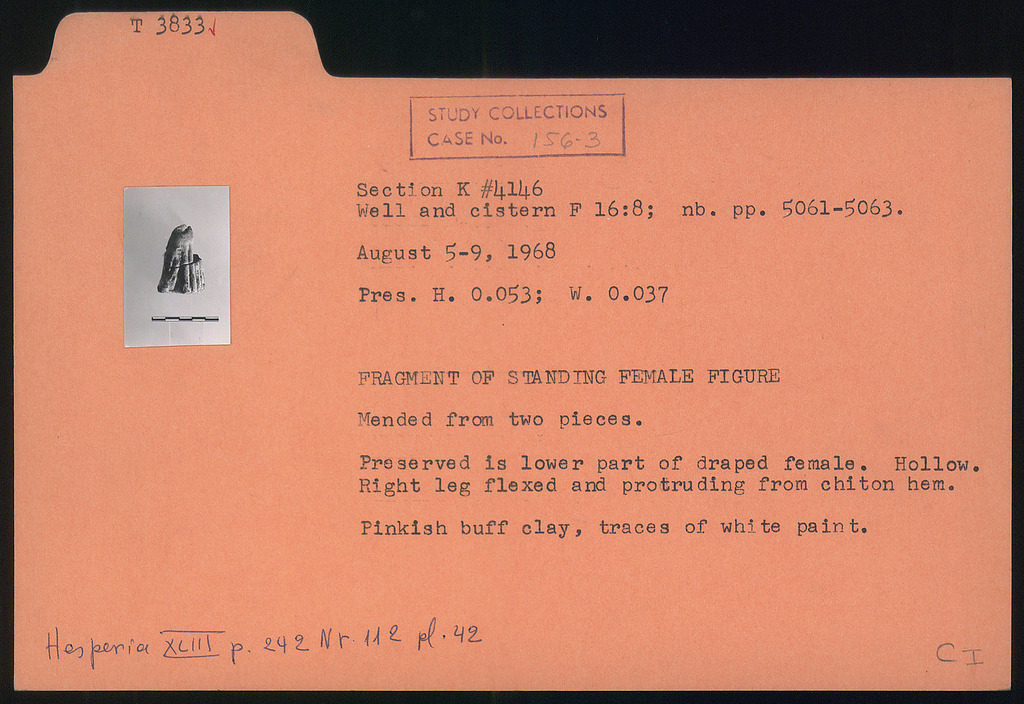 T 3833✓
STUDY COLLECTIONS
CASE No. 156-3
Section K #4146
Well and cistern F 16:8; nb. pp. 5061-5063.
August 5-9, 1968
Pres. H. 0.053; W. 0.037
FRAGMENT OF STANDING FEMALE FIGURE
Mended from two pieces.
Preserved is lower part of draped female. Hollow.
Right leg flexed and protruding from chiton hem.
Pinkish buff clay, traces of white paint.
Hesperia XLIII p. 242 Nr. 112 pl. 42
C I